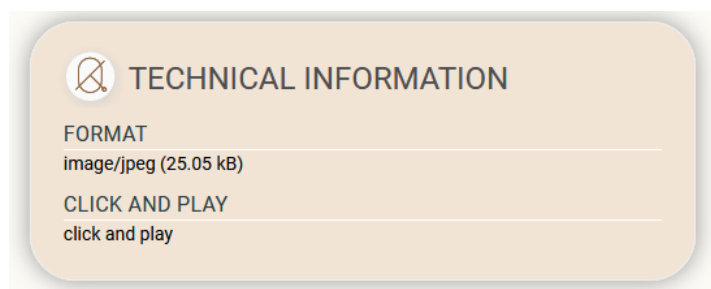 TECHNICAL INFORMATION
FORMAT
image/jpeg (25.05 kB)
CLICK AND PLAY
click and play